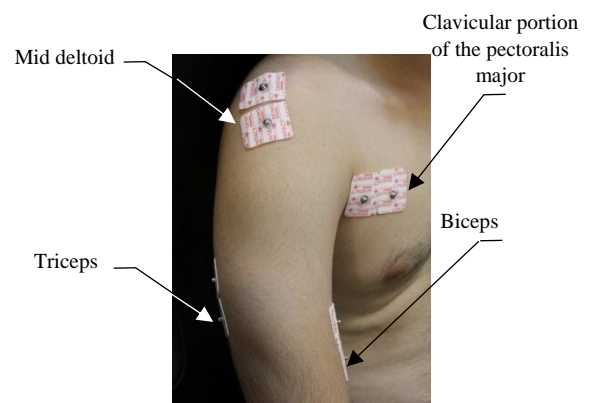 Clavicular portion
of the pectoralis
major
Mid deltoid
Biceps
Triceps